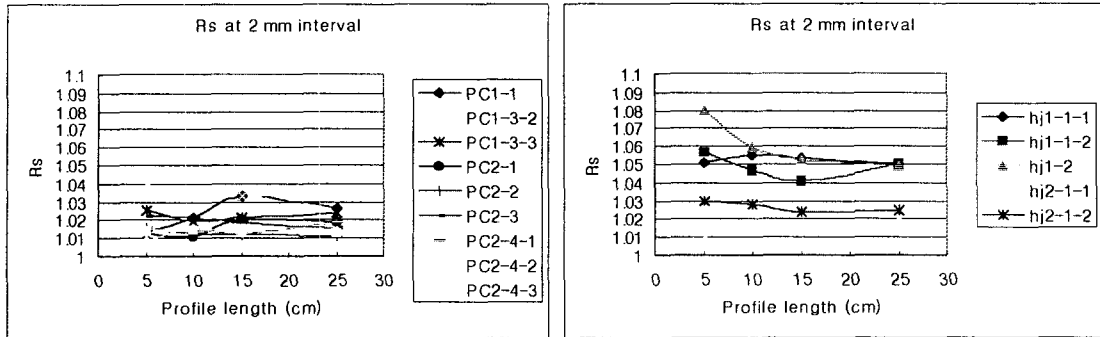 Rs at 2 mm interval
1.1
1.09
1.08
1.07
1.06
1.05
1.04
1.03
1.02
1.01
1
Rs
0 5 10 15 20 25 30
Profile length (cm)
PC1-1
PC1-3-2
PC1-3-3
PC2-1
PC2-2
PC2-3
PC2-4-1
PC2-4-2
PC2-4-3
Rs at 2 mm interval
1.1
1.09
1.08
1.07
1.06
1.05
1.04
1.03
1.02
1.01
1
Rs
0 5 10 15 20 25 30
Profile length (cm)
hj1-1-1
hj1-1-2
hj1-2
hj2-1-1
hj2-1-2